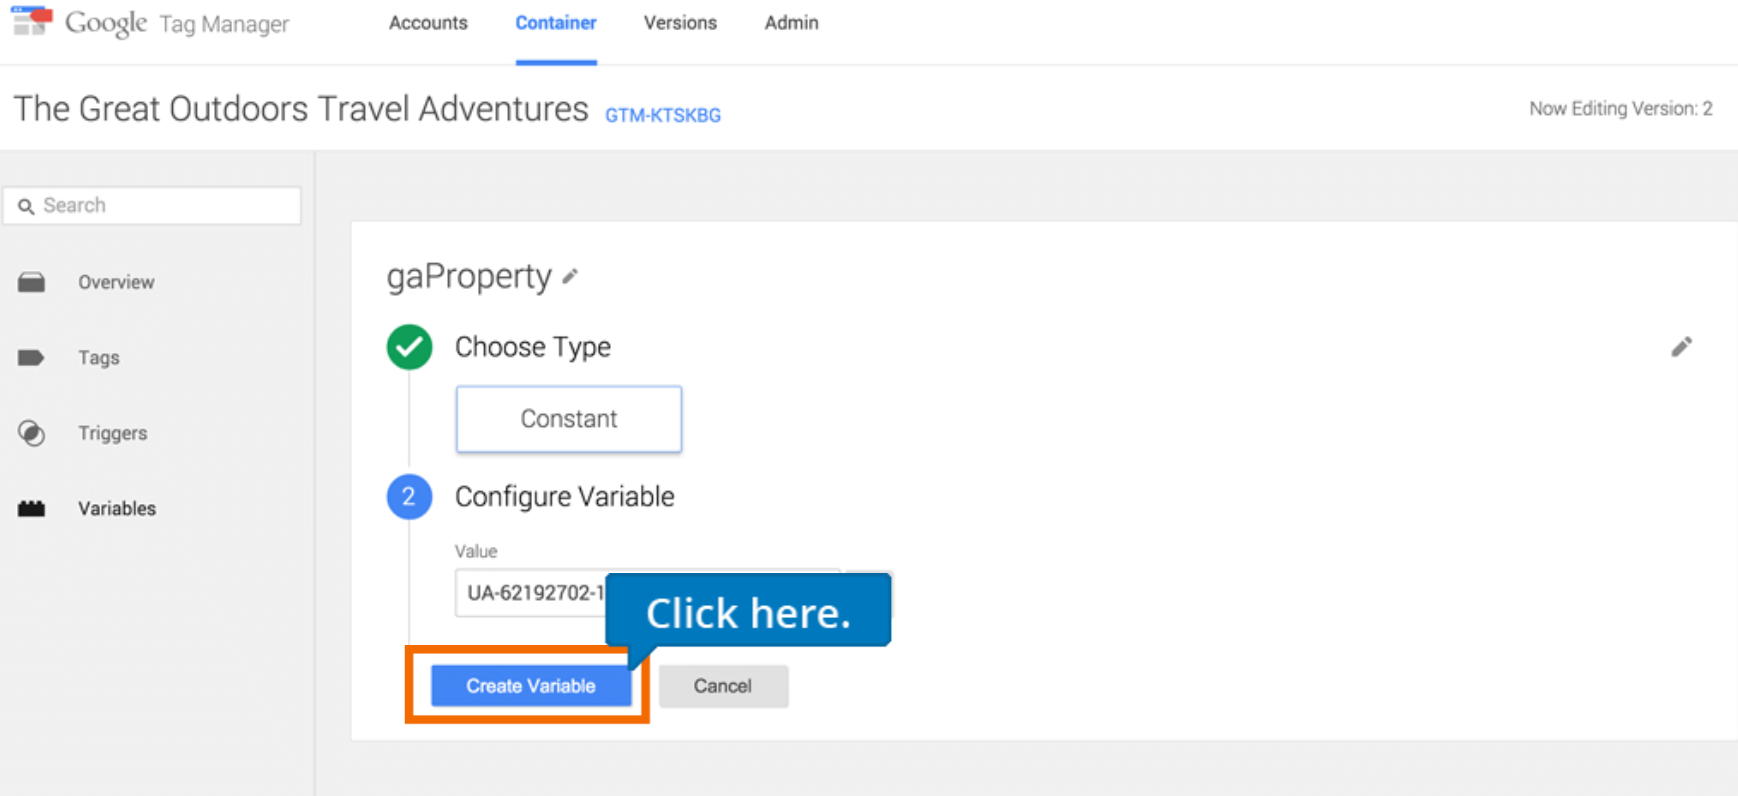 Google Tag Manager
Accounts
Container
Versions
Admin
The Great Outdoors Travel Adventures GTM-KTSKBG
Now Editing Version: 2
Search
Overview
Tags
Triggers
Variables
gaProperty
Choose Type
Constant
2 Configure Variable
Value
UA-62192702-1
Click here.
Create Variable
Cancel